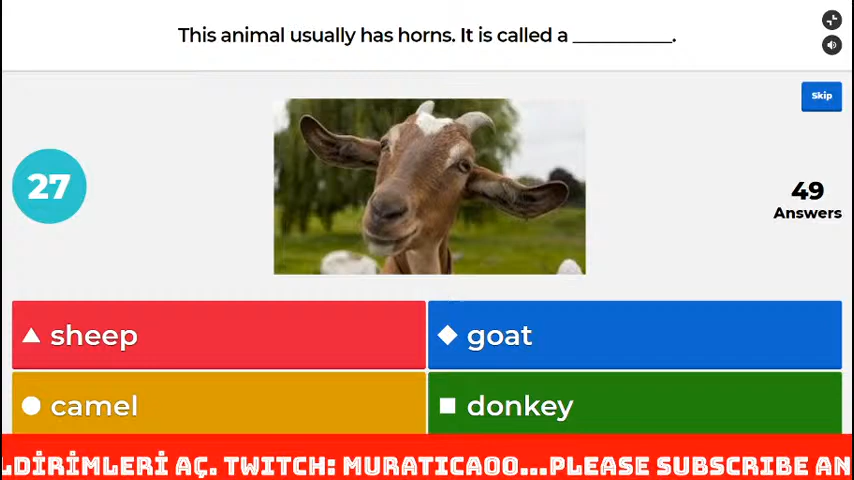 This animal usually has horns. It is called a __________.
Skip
27
49
Answers
sheep
goat
camel
donkey
LDİRİMLERİ AÇ. TWITCH: MURATICA00...PLEASE SUBSCRIBE AN